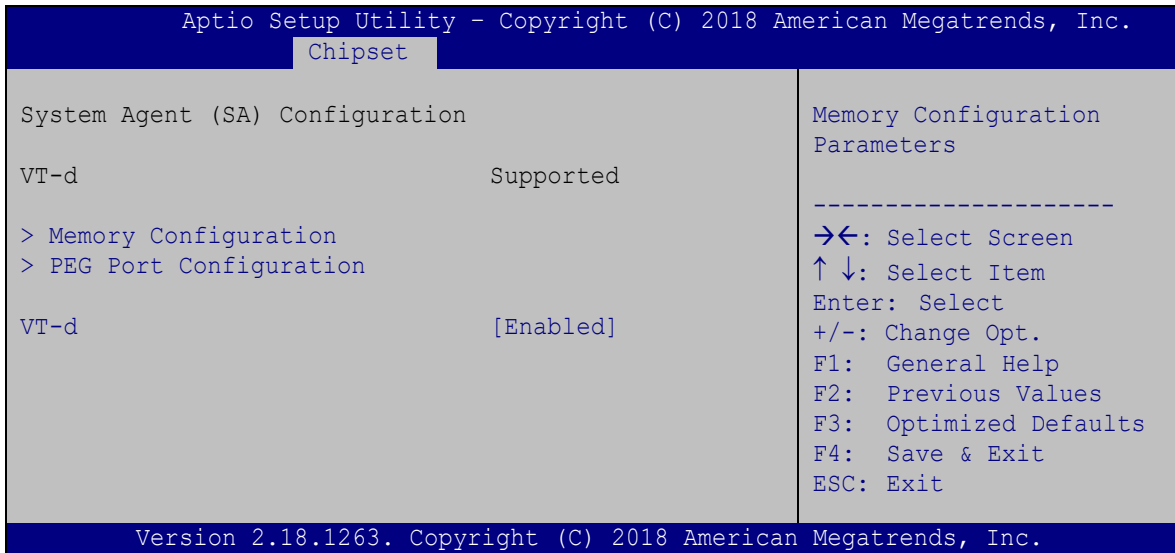 Aptio Setup Utility – Copyright (C) 2018 American Megatrends, Inc.
Chipset
System Agent (SA) Configuration
VT-d Supported
> Memory Configuration
> PEG Port Configuration
VT-d [Enabled]
Memory Configuration
Parameters
---------------------
→←: Select Screen
↑ ↓: Select Item
Enter: Select
+/-: Change Opt.
F1: General Help
F2: Previous Values
F3: Optimized Defaults
F4: Save & Exit
ESC: Exit
Version 2.18.1263. Copyright (C) 2018 American Megatrends, Inc.